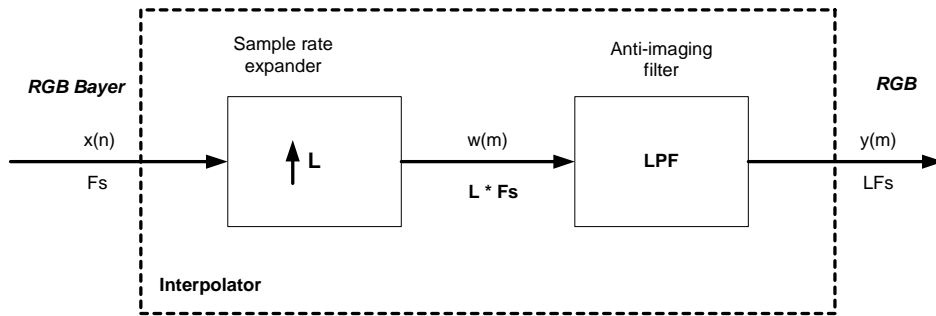 Sample rate
expander
Anti-imaging
filter
RGB Bayer
RGB
x(n)
Fs
L
w(m)
L * Fs
LPF
y(m)
LFs
Interpolator